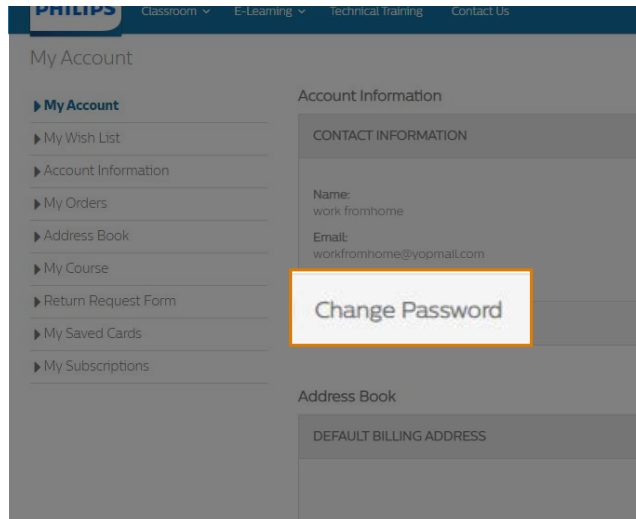 PHILIPS
Classroom
E-Learning
Technical Training
Contact Us
My Account
My Account
My Wish List
Account Information
My Orders
Address Book
My Course
Return Request Form
My Saved Cards
My Subscriptions
Account Information
CONTACT INFORMATION
Name:
work fromhome
Email:
workfromhome@yopmail.com
Change Password
Address Book
DEFAULT BILLING ADDRESS